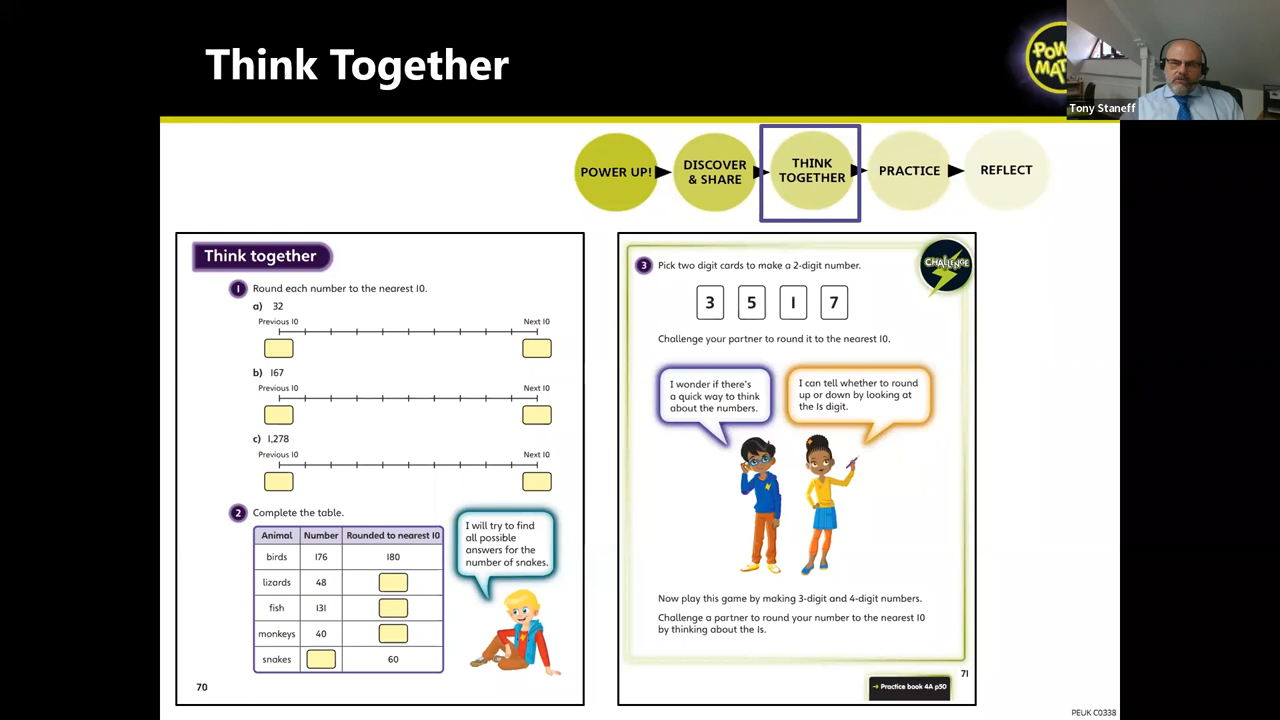 Think Together
POW
MAT
Tony Staneff
POWER UP!
DISCOVER
& SHARE
THINK
TOGETHER
PRACTICE
REFLECT
Think together
1 Round each number to the nearest 10.
a) 32
Previous 10 Next 10
b) 167
Previous 10 Next 10
c) 1,278
Previous 10 Next 10
2 Complete the table.
Animal Number Rounded to nearest 10
birds 176 180
lizards 48
fish 131
monkeys 40
snakes 60
I will try to find
all possible
answers for the
number of snakes.
70
CHALLENGE
3 Pick two digit cards to make a 2-digit number.
3 5 1 7
Challenge your partner to round it to the nearest 10.
I wonder if there's
a quick way to think
about the numbers.
I can tell whether to round
up or down by looking at
the 1s digit.
Now play this game by making 3-digit and 4-digit numbers.
Challenge a partner to round your number to the nearest 10
by thinking about the 1s.
71
→ Practice book 4A p50
PEUK C0338